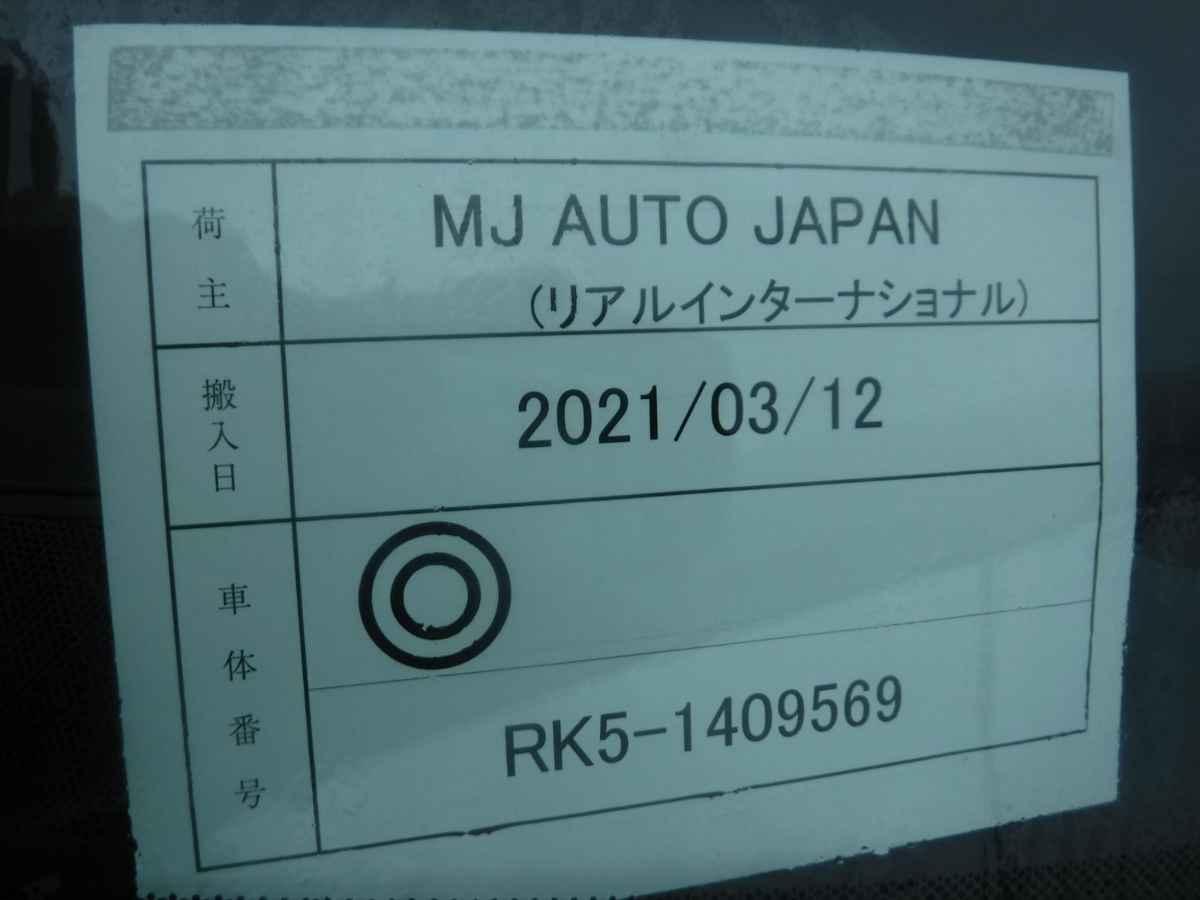 荷主
MJ AUTO JAPAN
(リアルインターナショナル)
搬入日
2021/03/12
車体番号
◎
RK5-1409569